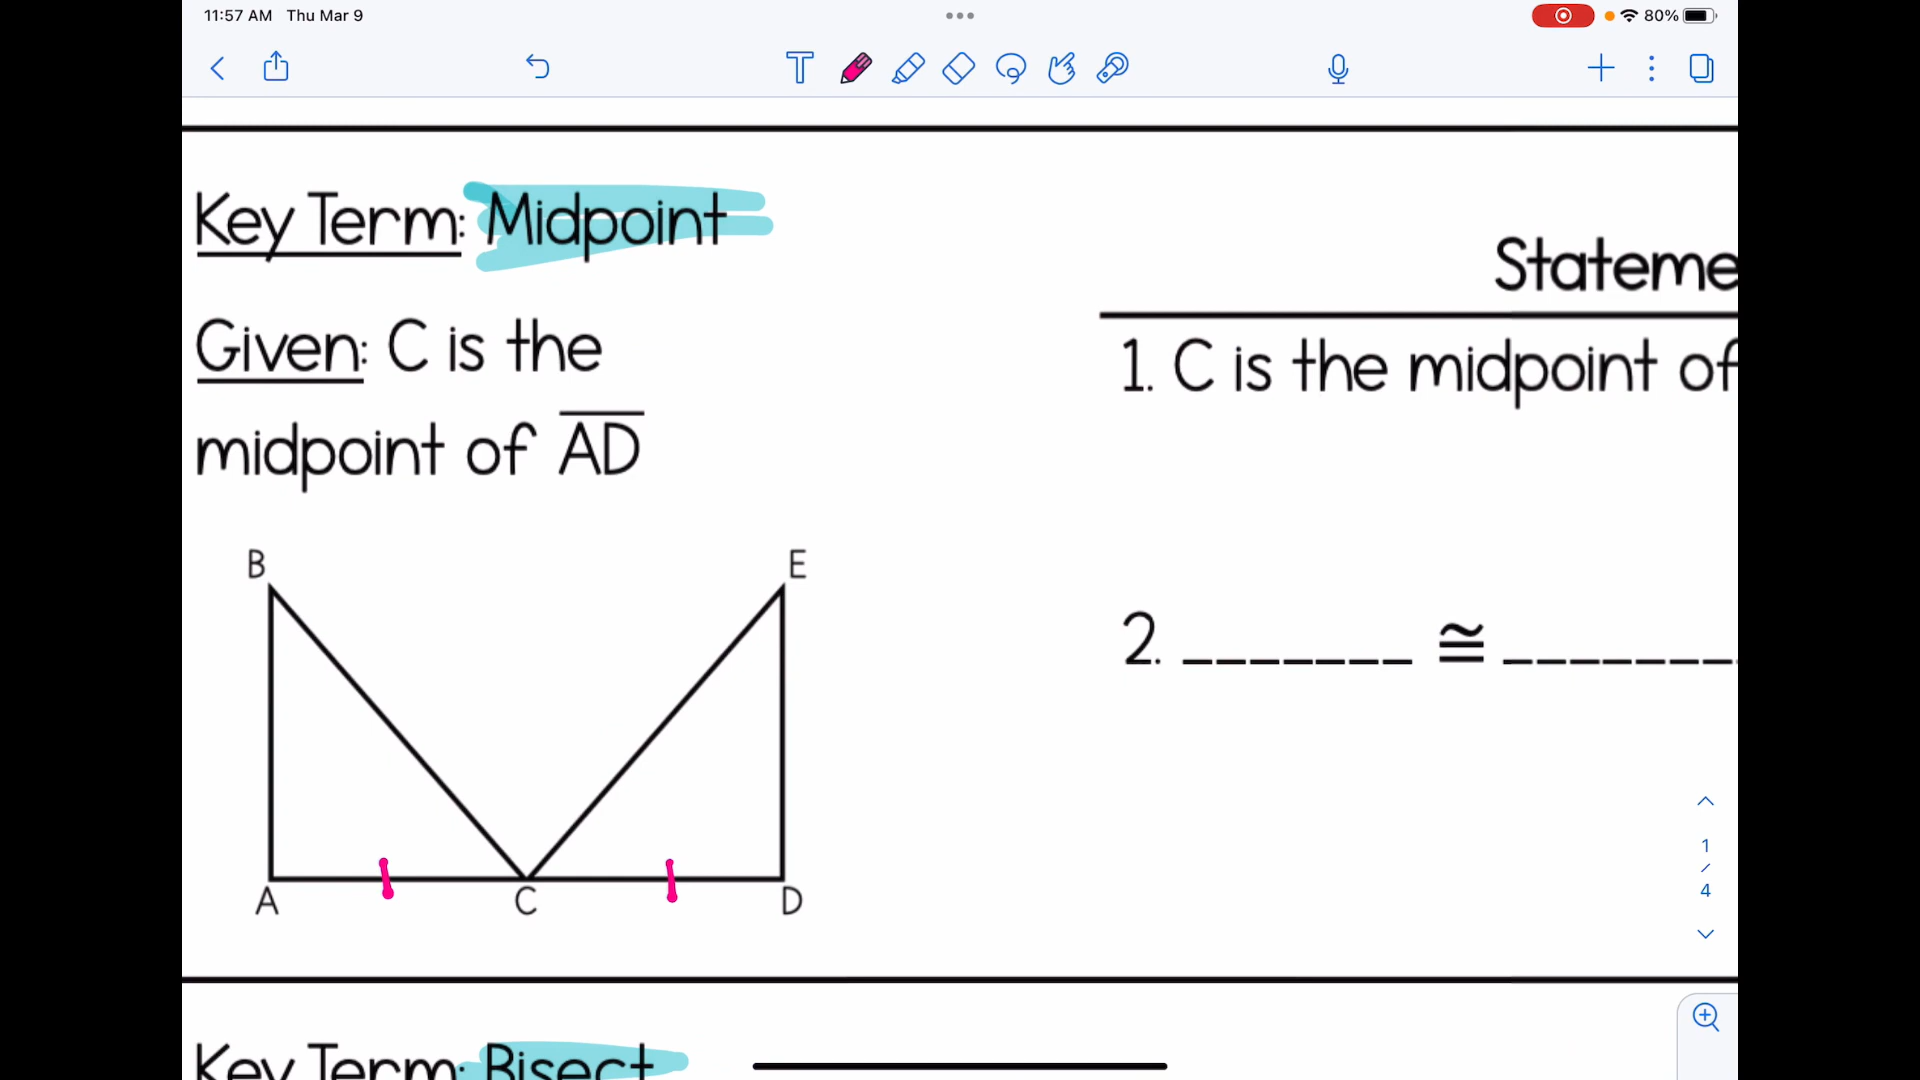 11:57 AM Thu Mar 9
80%
Key Term: Midpoint
Stateme
Given: C is the
1. C is the midpoint of
midpoint of AD
B
E
2. _______ ≅ _______
A
C
D
1
/
4
Key Term: Bisect